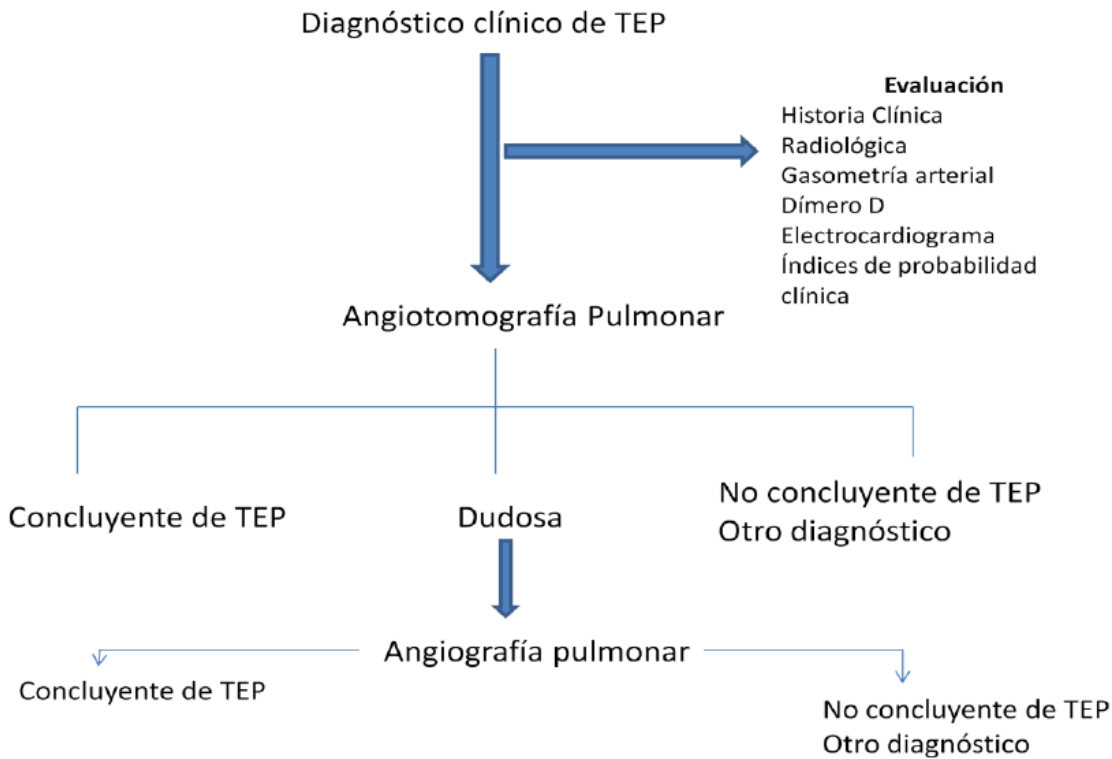 Diagnóstico clínico de TEP
Evaluación
Historia Clínica
Radiológica
Gasometría arterial
Dímero D
Electrocardiograma
Índices de probabilidad
clínica
Angiotomografía Pulmonar
Concluyente de TEP
Dudosa
No concluyente de TEP
Otro diagnóstico
Angiografía pulmonar
Concluyente de TEP
No concluyente de TEP
Otro diagnóstico